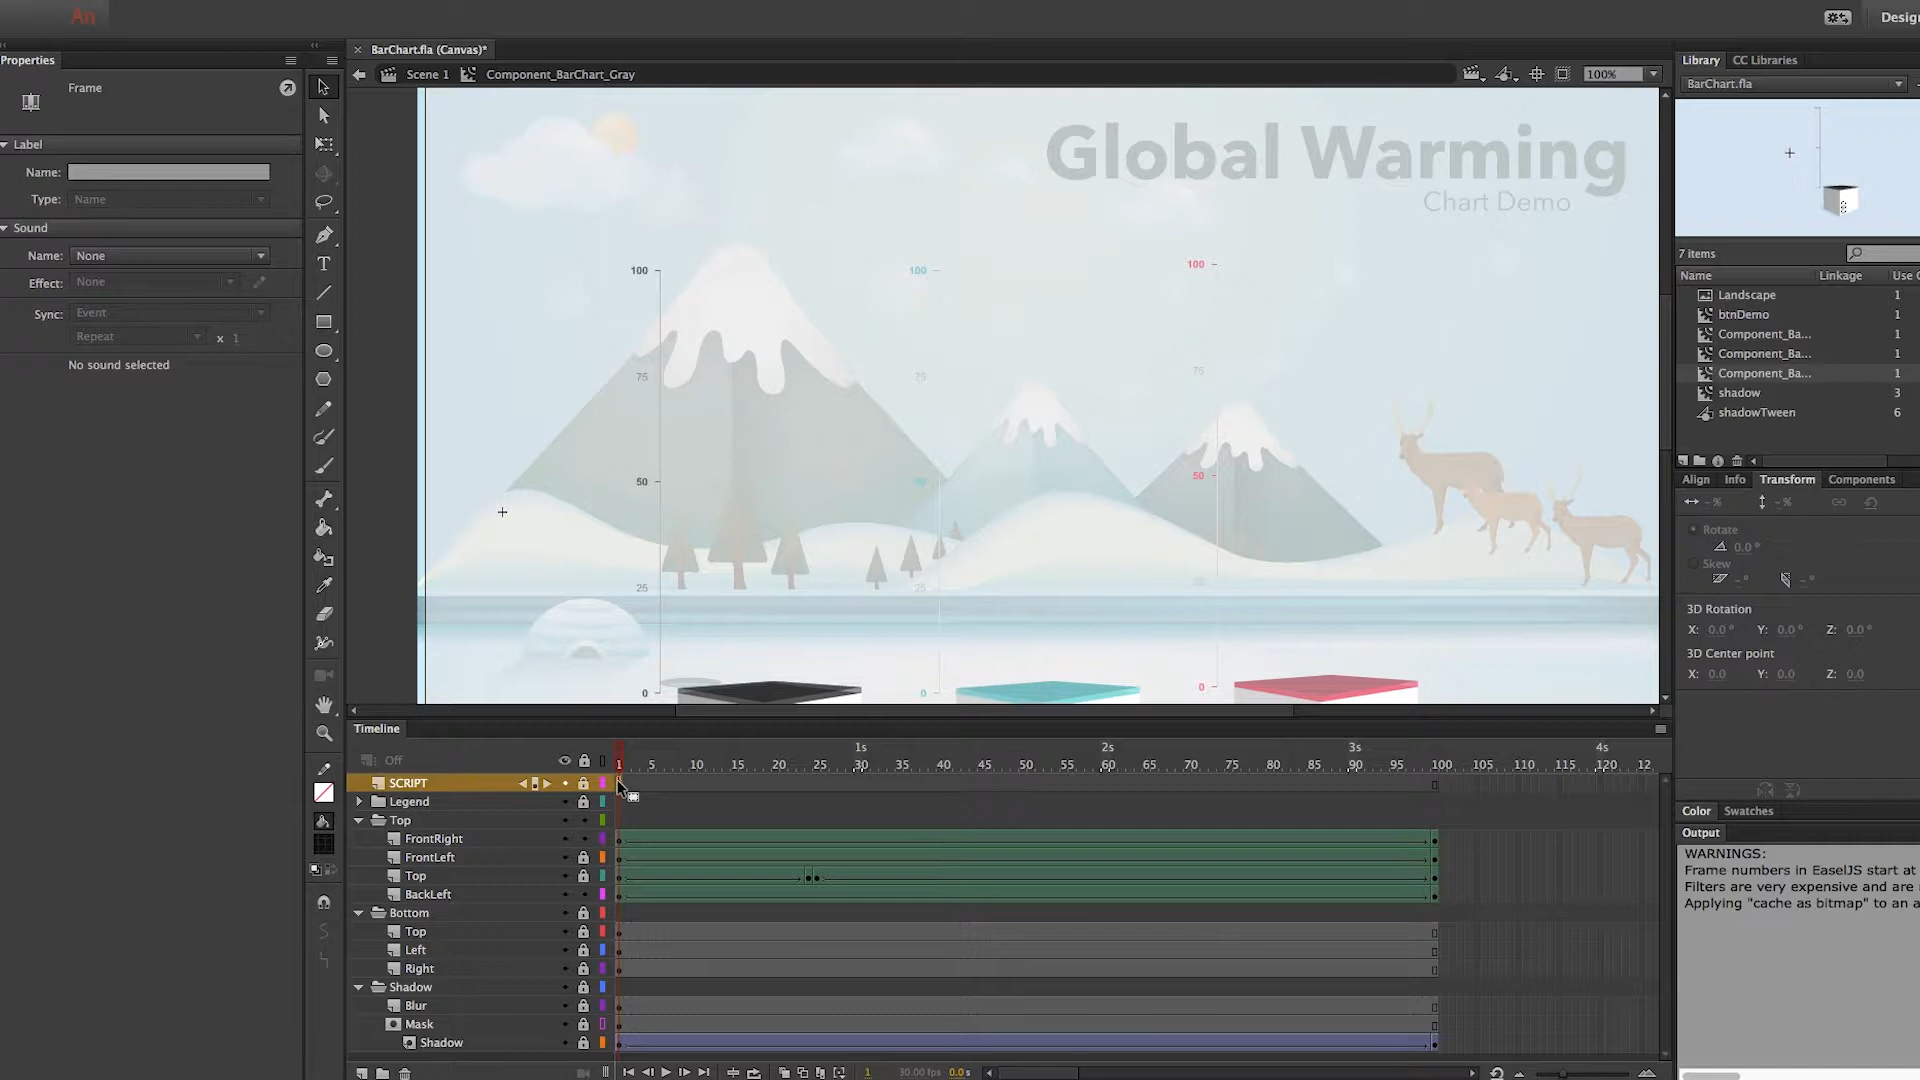 An
Design
Properties
BarChart.fla (Canvas)*
Library
CC Libraries
Frame
Scene 1
Component_BarChart_Gray
100%
BarChart.fla
Label
Name:
Type:
Name
Sound
Name:
None
Effect:
None
Sync:
Event
Repeat
x 1
No sound selected
T
Global Warming
Chart Demo
100
75
50
25
0
100
75
25
0
100
75
50
0
7 items
Name
Linkage
Use C
Landscape
1
btnDemo
1
Component_Ba...
1
Component_Ba...
1
Component_Ba...
1
shadow
3
shadowTween
6
Align
Info
Transform
Components
- %
- %
Rotate
0.0 °
Skew
- °
- °
3D Rotation
X: 0.0 °
Y: 0.0 °
Z: 0.0 °
3D Center point
X: 0.0
Y: 0.0
Z: 0.0
Color
Swatches
Output
WARNINGS:
Frame numbers in EaselJS start at
Filters are very expensive and are
Applying "cache as bitmap" to an a
Timeline
1s
2s
3s
4s
Off
1 5 10 15 20 25 30 35 40 45 50 55 60 65 70 75 80 85 90 95 100 105 110 115 120 12
SCRIPT
Legend
Top
FrontRight
FrontLeft
Top
BackLeft
Bottom
Top
Left
Right
Shadow
Blur
Mask
Shadow
1
30.00 fps
0.0 s